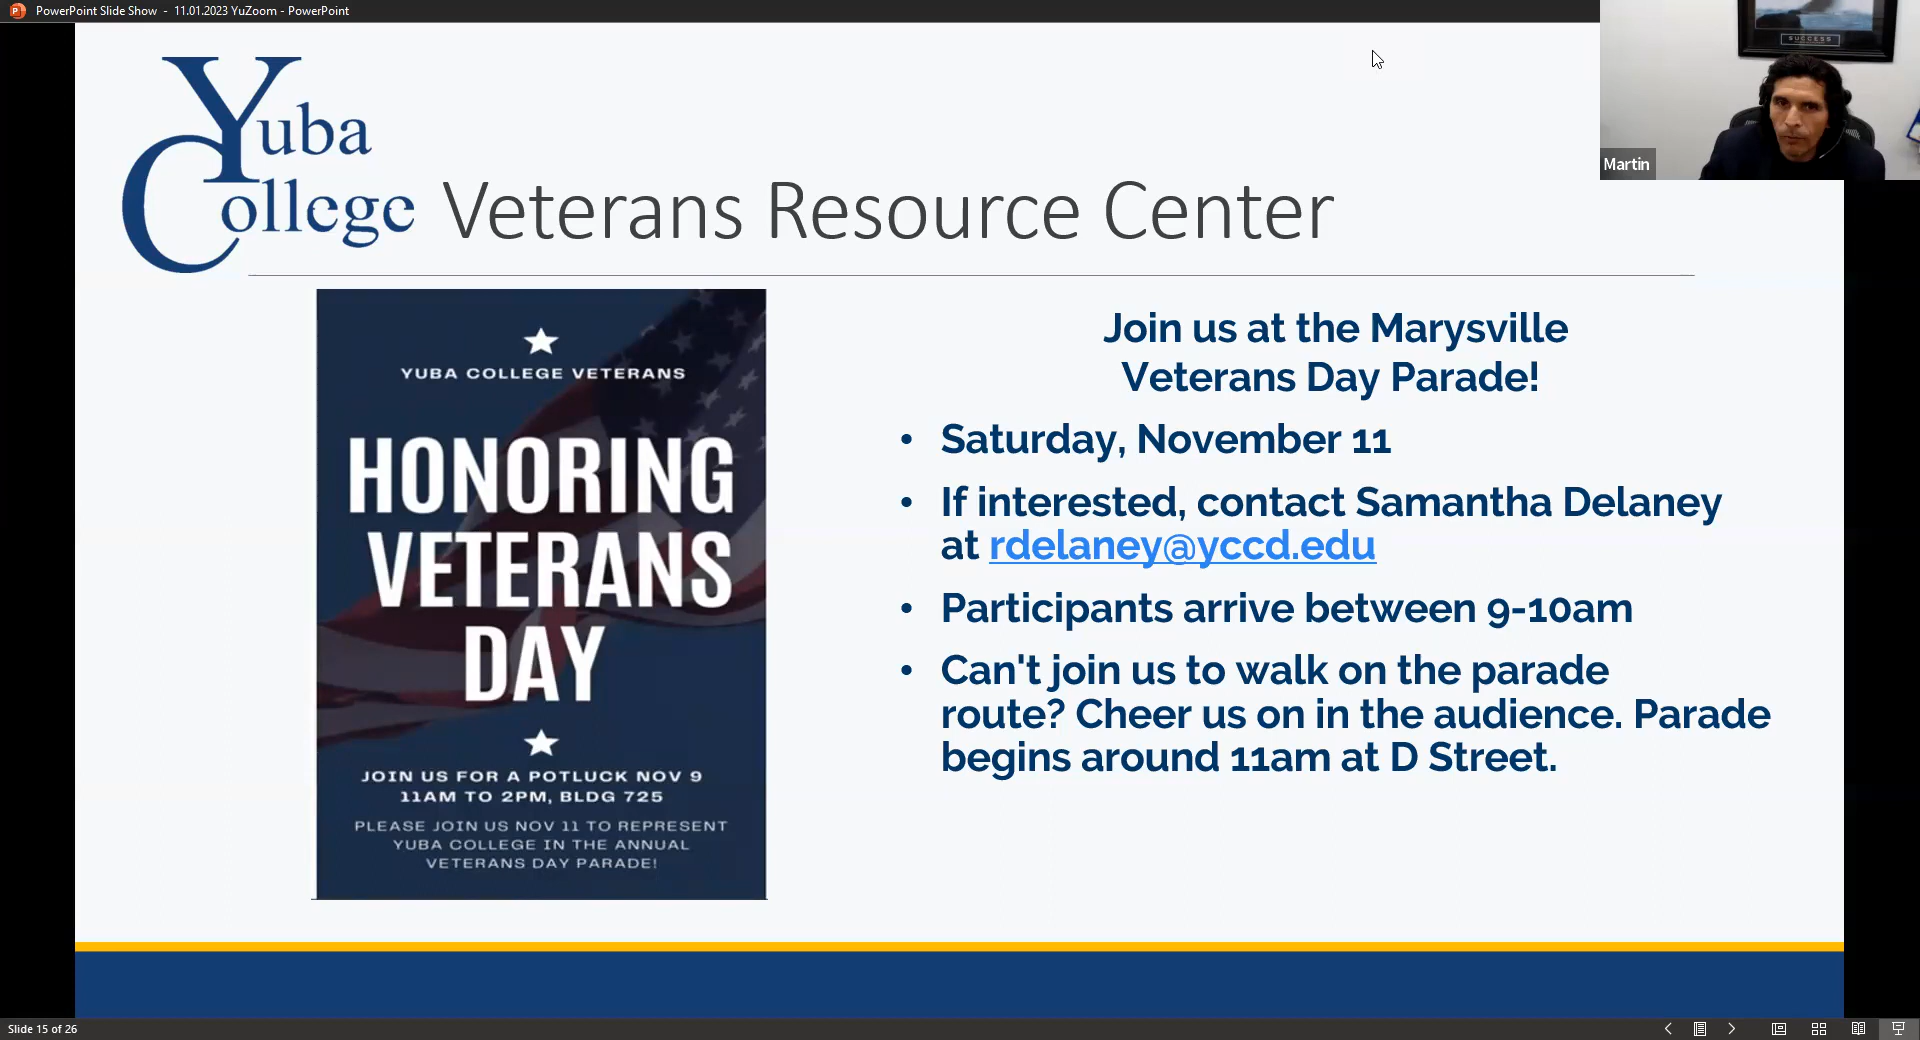 PowerPoint Slide Show - 11.01.2023 YuZoom - PowerPoint
SUCCESS
Martin
Yuba
College
Veterans Resource Center
YUBA COLLEGE VETERANS
HONORING
VETERANS
DAY
JOIN US FOR A POTLUCK NOV 9
11AM TO 2PM, BLDG 725
PLEASE JOIN US NOV 11 TO REPRESENT
YUBA COLLEGE IN THE ANNUAL
VETERANS DAY PARADE!
Join us at the Marysville
Veterans Day Parade!
• Saturday, November 11
• If interested, contact Samantha Delaney
at rdelaney@yccd.edu
• Participants arrive between 9-10am
• Can't join us to walk on the parade
route? Cheer us on in the audience. Parade
begins around 11am at D Street.
Slide 15 of 26